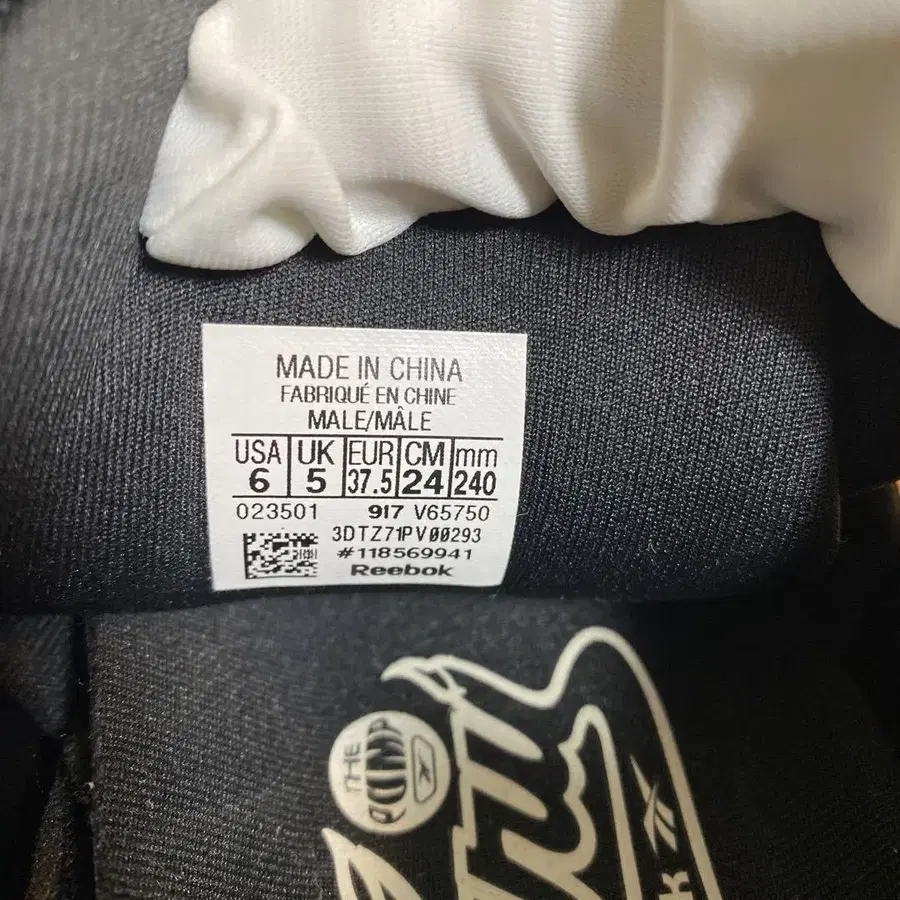 MADE IN CHINA
FABRIQUÉ EN CHINE
MALE/MÂLE
USA UK EUR CM mm
6 5 37.5 24 240
023501 917 V65750
3DTZ71PV00293
#118569941
Reebok
THE
PUMP